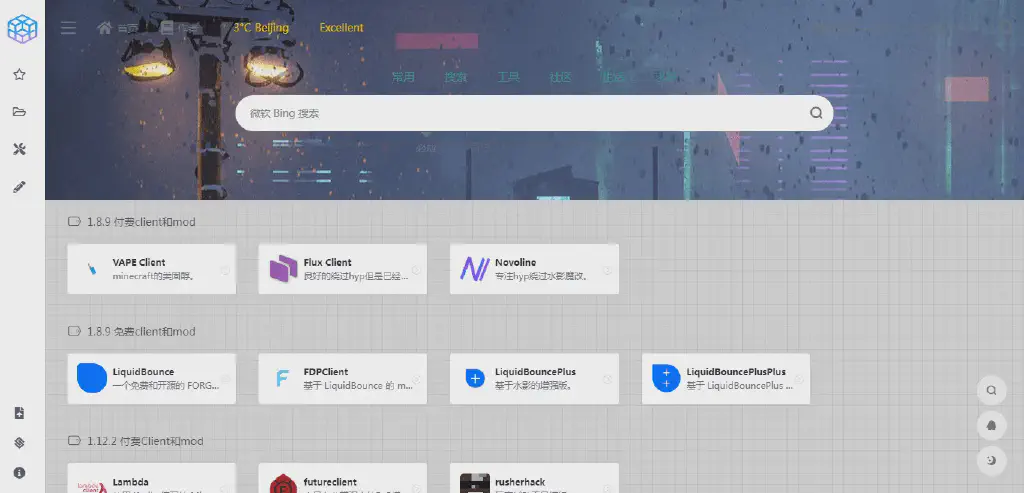 首页
3°C Beijing
Excellent
常用
搜索
工具
社区
生活
微软 Bing 搜索
必应
1.8.9 付费client和mod
VAPE Client
minecraft的美国际。
Flux Client
良好的绕过hyp但是已经...
Novoline
专注hyp绕过水影魔改。
1.8.9 免费client和mod
LiquidBounce
一个免费和开源的 FORG...
FDPClient
基于 LiquidBounce 的 m...
LiquidBouncePlus
基于水影的增强版。
LiquidBouncePlusPlus
基于 LiquidBouncePlus ...
1.12.2 付费Client和mod
Lambda
futureclient
rusherhack